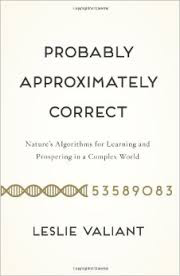 PROBABLY
APPROXIMATELY
CORRECT
Nature's Algorithms for Learning and
Prospering in a Complex World
53589083
LESLIE VALIANT